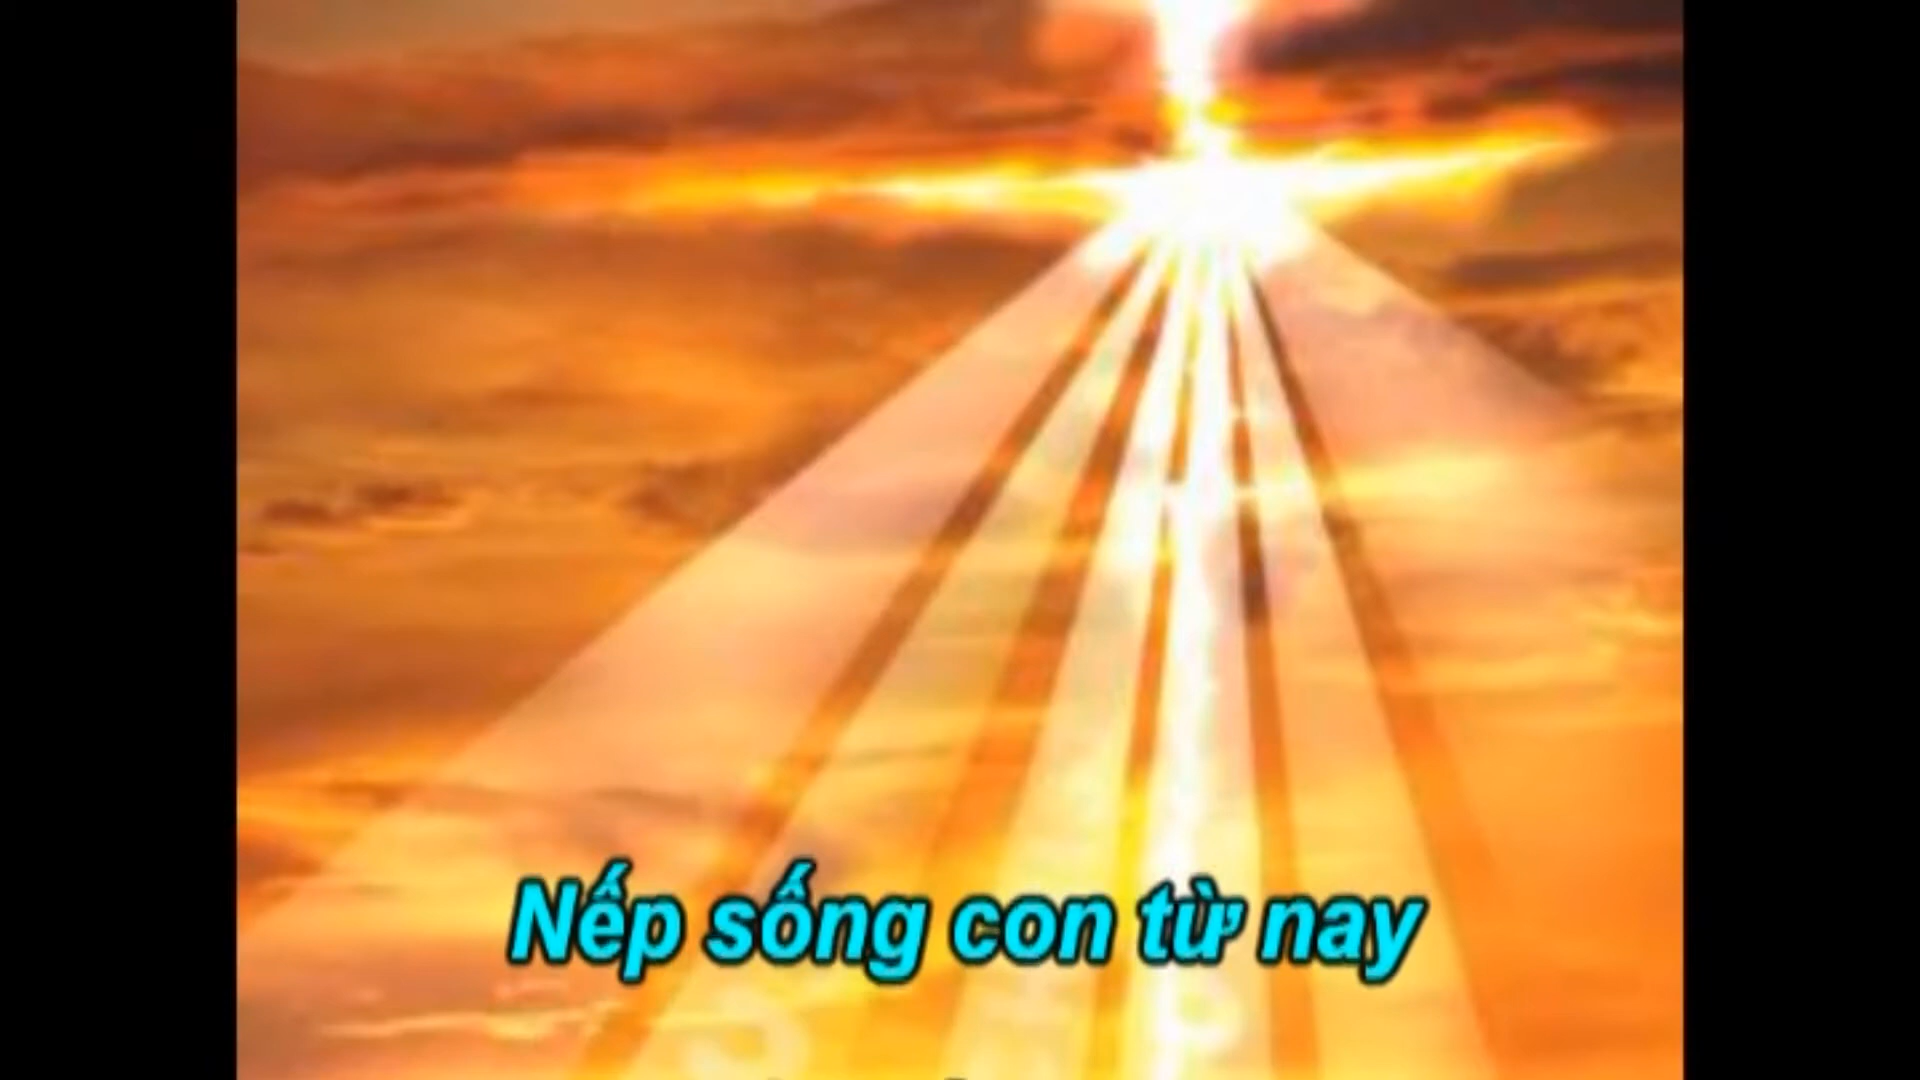 Nếp sống con từ nay